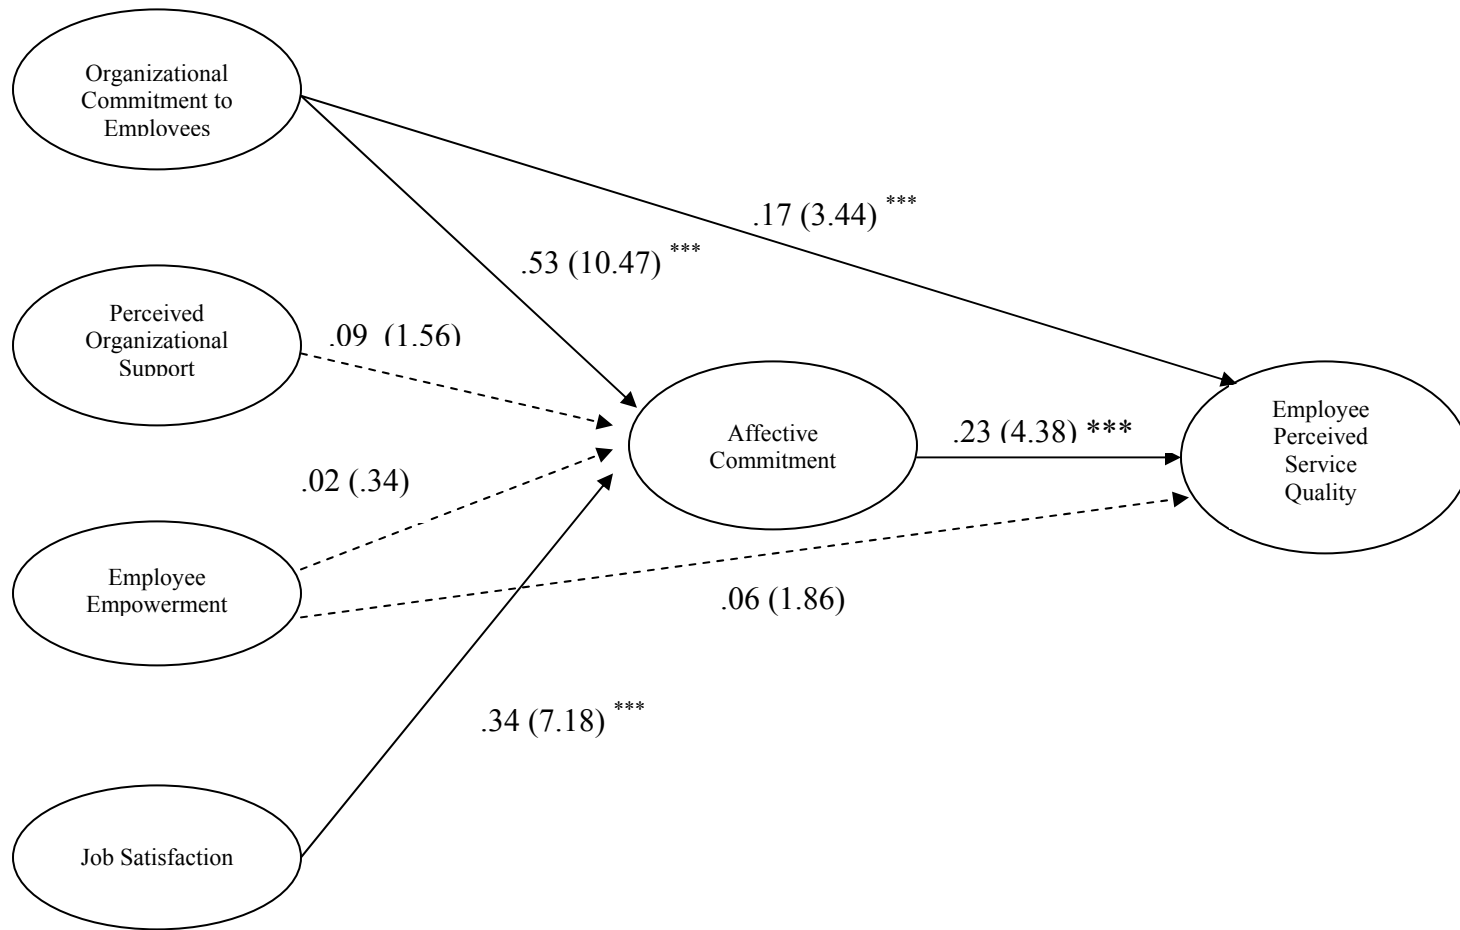 Organizational
Commitment to
Employees
.17 (3.44) ***
.53 (10.47) ***
Perceived
Organizational
Support
.09 (1.56)
Affective
Commitment
.23 (4.38) ***
Employee
Perceived
Service
Quality
.02 (.34)
Employee
Empowerment
.06 (1.86)
.34 (7.18) ***
Job Satisfaction